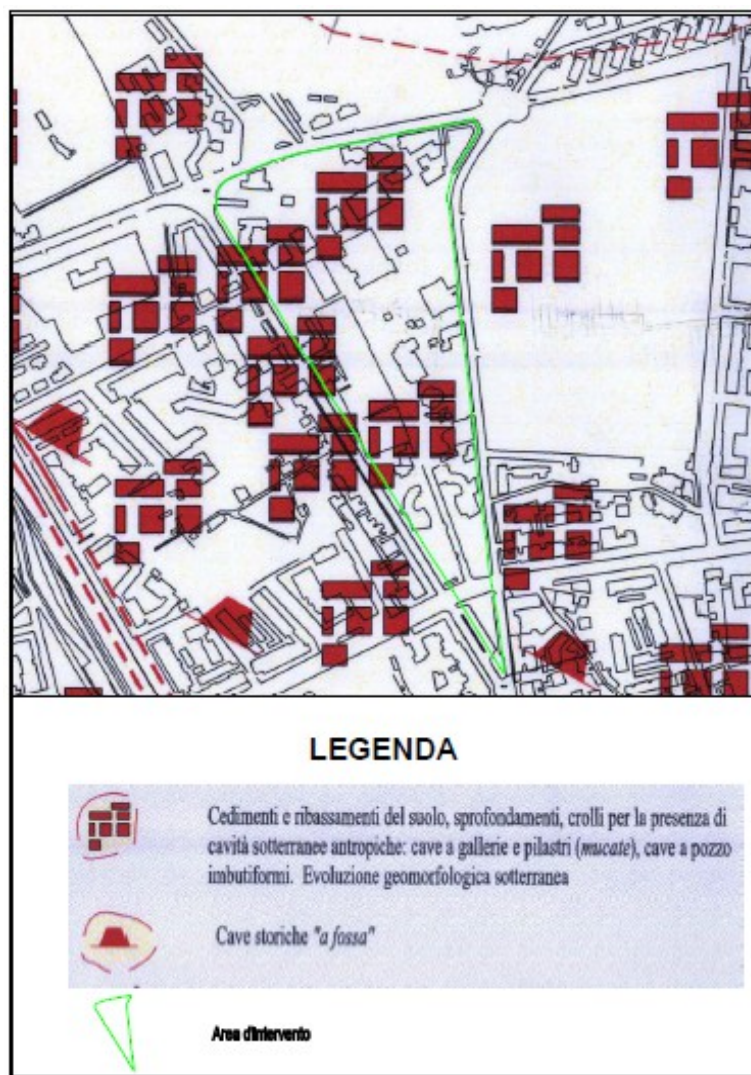 LEGENDA
Cedimenti e ribassamenti del suolo, sprofondamenti, crolli per la presenza di
cavità sotterranee antropiche: cave a gallerie e pilastri (mucate), cave a pozzo
imbutiformi. Evoluzione geomorfologica sotterranea
Cave storiche "a fossa"
Area d'intervento